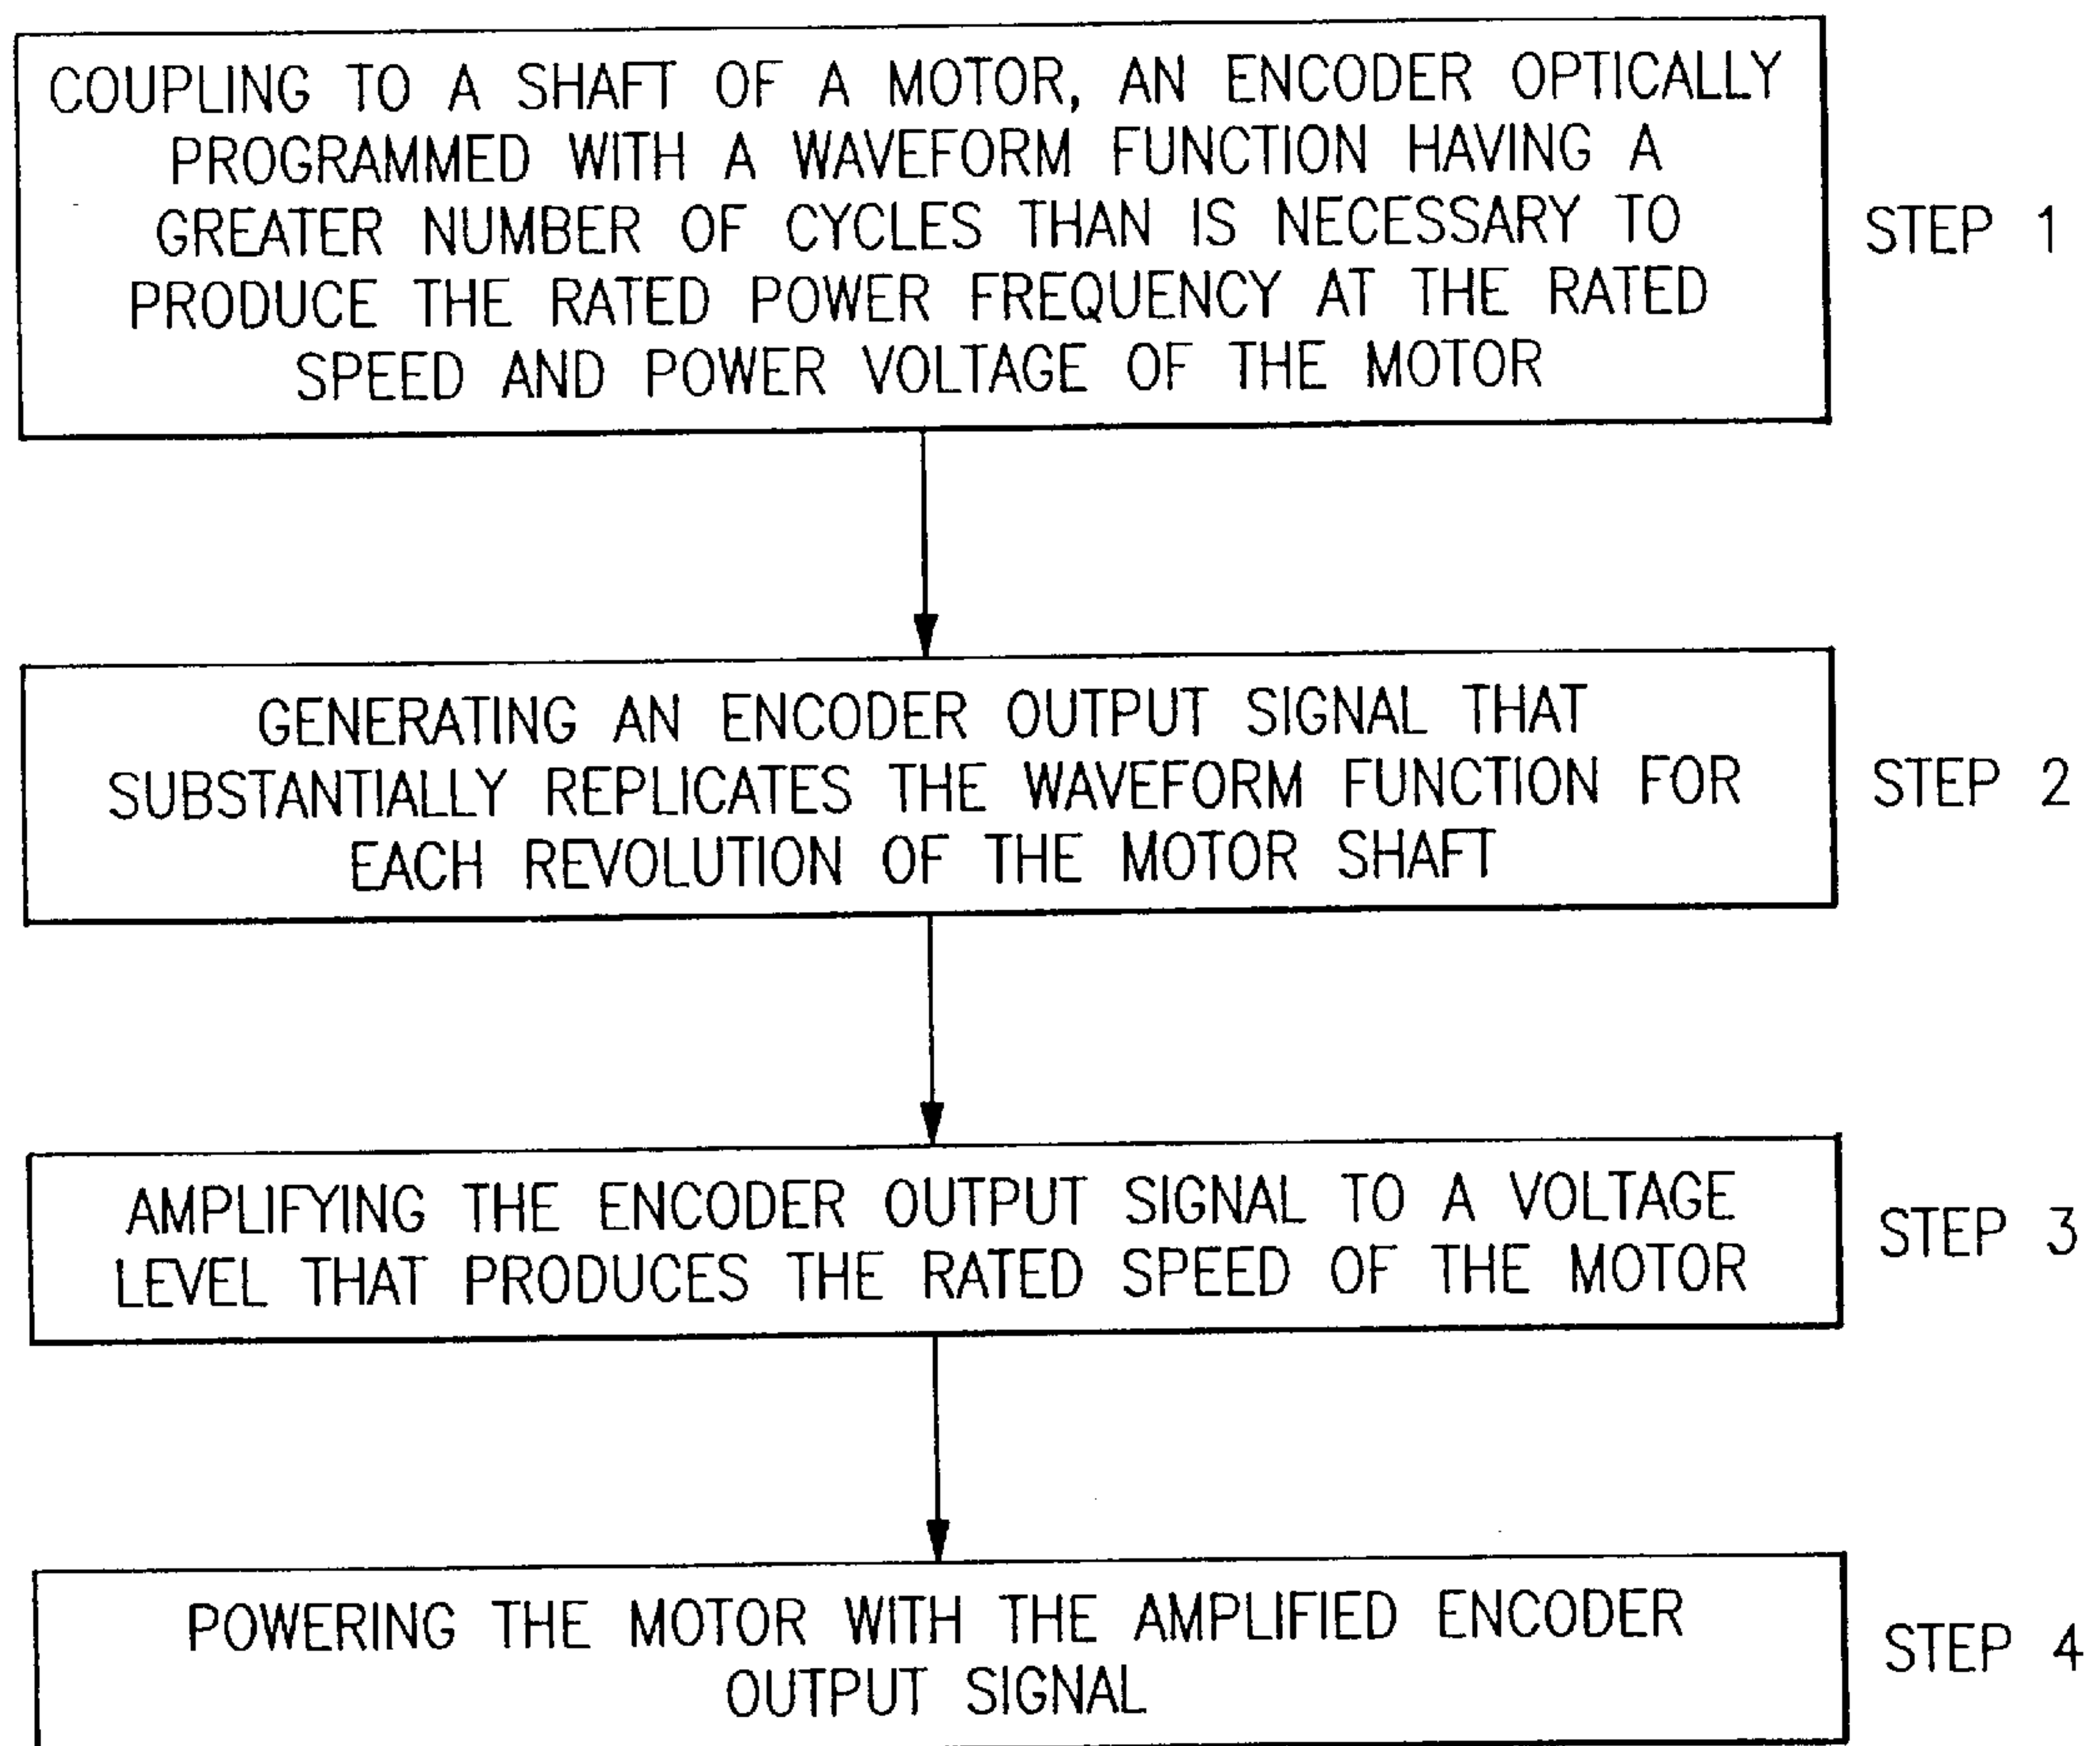 COUPLING TO A SHAFT OF A MOTOR, AN ENCODER OPTICALLY
PROGRAMMED WITH A WAVEFORM FUNCTION HAVING A
GREATER NUMBER OF CYCLES THAN IS NECESSARY TO
PRODUCE THE RATED POWER FREQUENCY AT THE RATED
SPEED AND POWER VOLTAGE OF THE MOTOR
STEP 1
GENERATING AN ENCODER OUTPUT SIGNAL THAT
SUBSTANTIALLY REPLICATES THE WAVEFORM FUNCTION FOR
EACH REVOLUTION OF THE MOTOR SHAFT
STEP 2
AMPLIFYING THE ENCODER OUTPUT SIGNAL TO A VOLTAGE
LEVEL THAT PRODUCES THE RATED SPEED OF THE MOTOR
STEP 3
POWERING THE MOTOR WITH THE AMPLIFIED ENCODER
OUTPUT SIGNAL
STEP 4